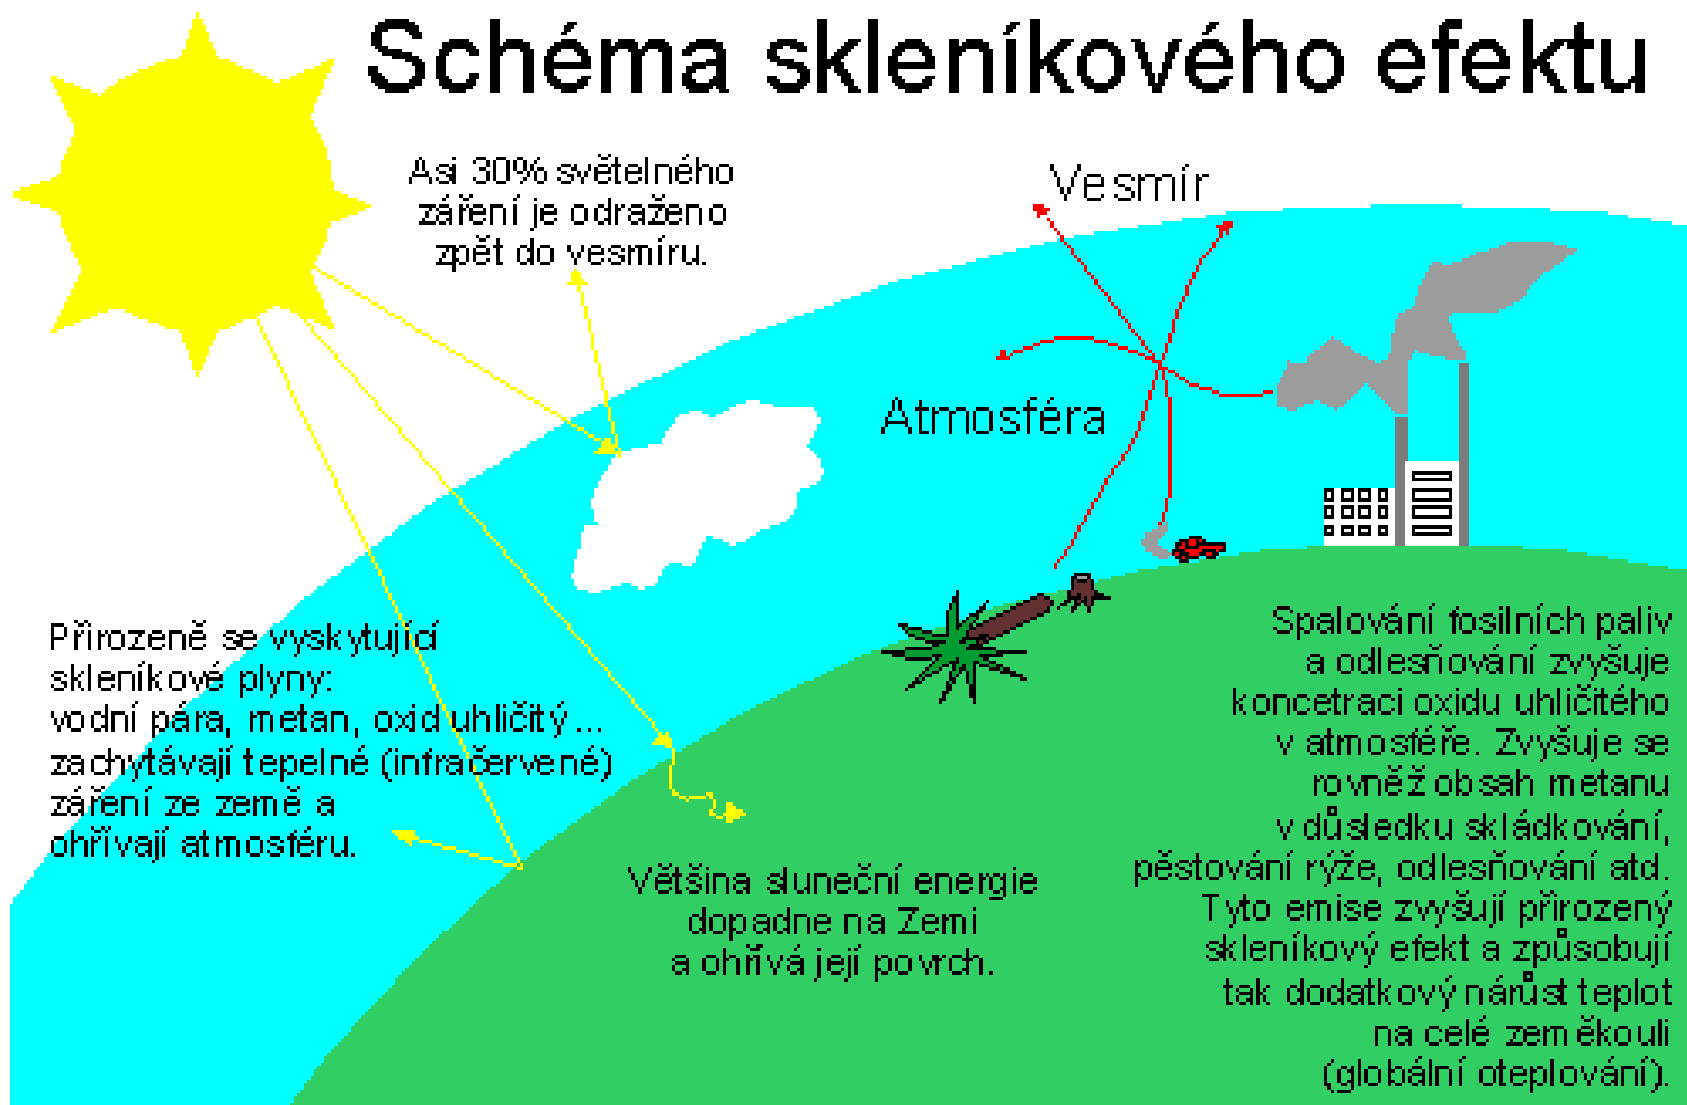 Schéma skleníkového efektu
Asi 30% světelného
záření je odraženo
zpět do vesmíru.
Vesmír
Atmosféra
Přirozeně se vyskytující
skleníkové plyny:
vodní pára, metan, oxid uhličitý...
zachytávají tepelné (infračervené)
záření ze země a
ohřívají atmosféru.
Většina sluneční energie
dopadne na Zemi
a ohřívá její povrch.
Spalování fosilních paliv
a odlesňování zvyšuje
koncetraci oxidu uhličitého
v atmosféře. Zvyšuje se
rovněž obsah metanu
v důsledku skládkování,
pěstování rýže, odlesňování atd.
Tyto emise zvyšují přirozený
skleníkový efekt a způsobují
tak dodatkový nárůst teplot
na celé zeměkouli
(globální oteplování).